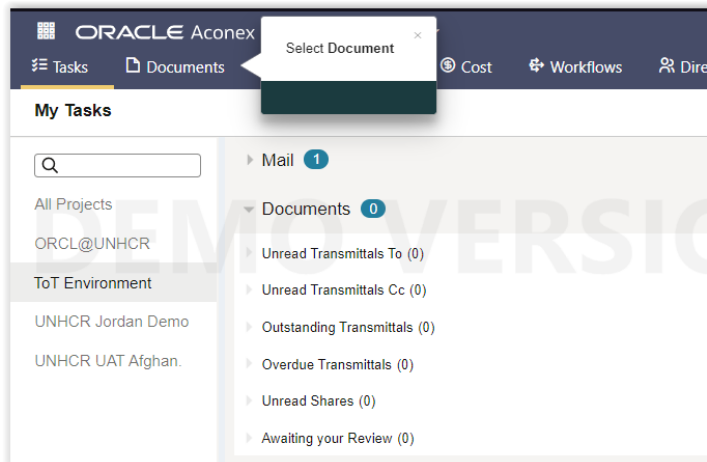 ORACLE Aconex
Select Document
Tasks
Documents
Cost
Workflows
Dire
My Tasks
Mail 1
All Projects
Documents 0
ORCL@UNHCR
Unread Transmittals To (0)
ToT Environment
Unread Transmittals Cc (0)
UNHCR Jordan Demo
Outstanding Transmittals (0)
UNHCR UAT Afghan.
Overdue Transmittals (0)
Unread Shares (0)
Awaiting your Review (0)
DEMO VERSIO